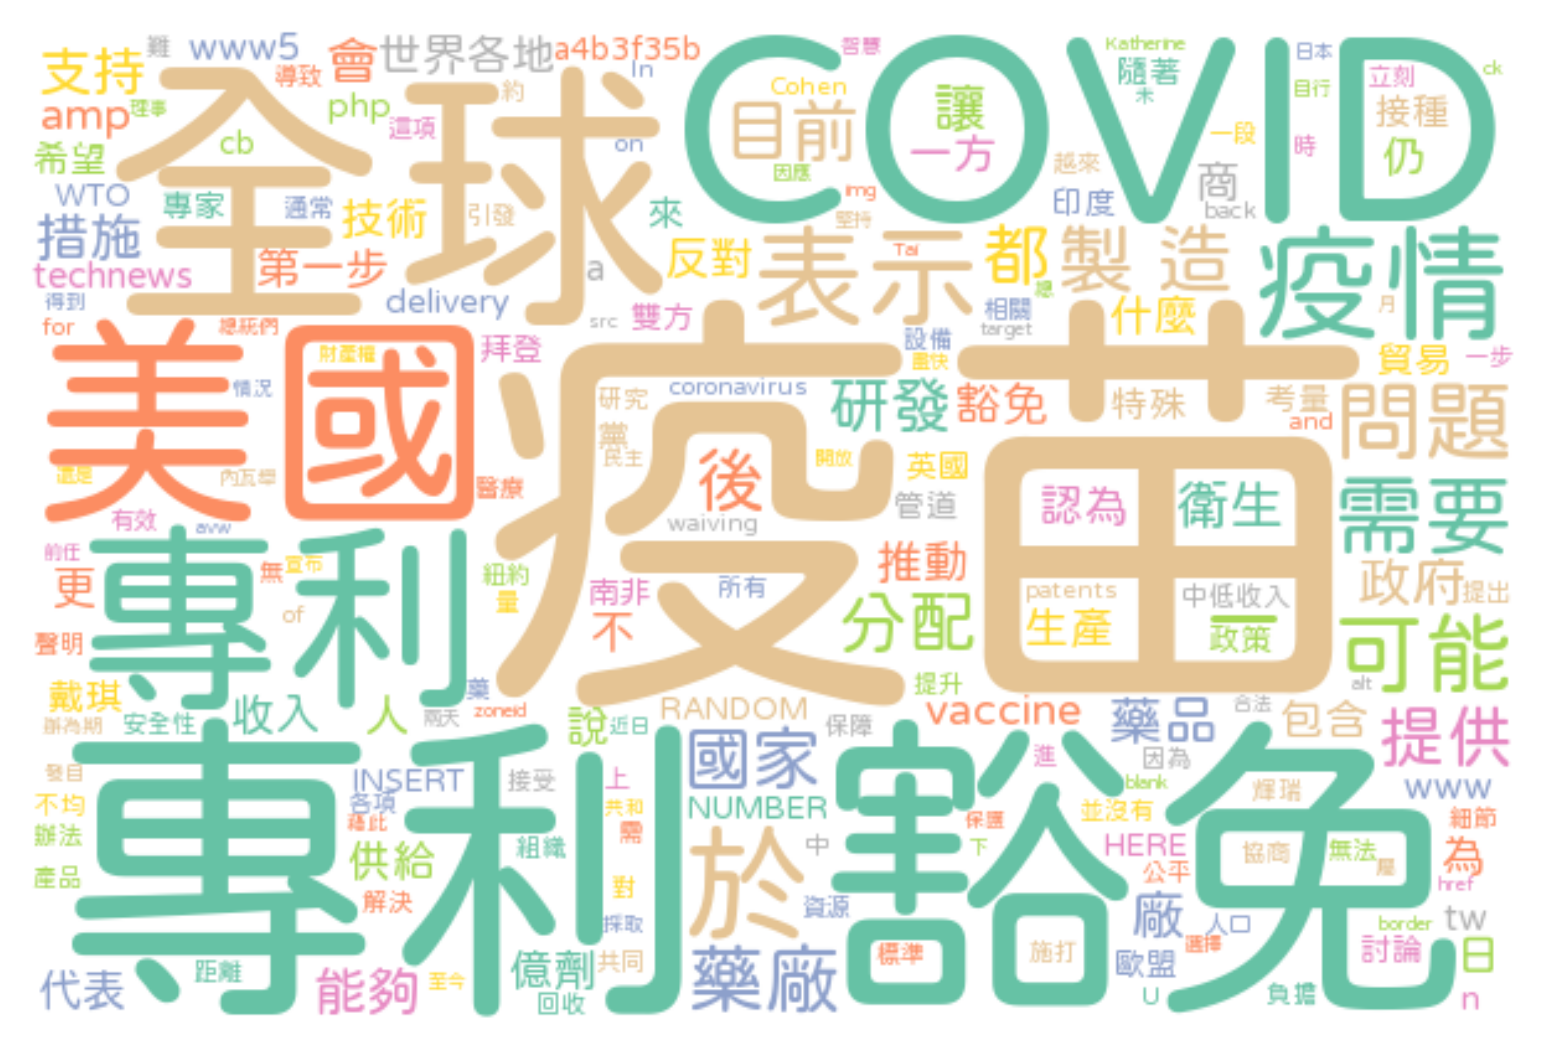 支持 難 www5 會 世界各地 a4b3f35b 智慧 Katherine 日本
導致 In Cohen 隨著 立刻 ck
amp 理事 php 約 全球 COVID 目前 讓 木 目行 接種
cb 這項 on 一方 一段 時 仍
希望 因應 越來 商
WTO 專家 通常 技術 引發 來 img 印度 back
措施 堅持
technews 第一步 a 反對 表示 Tai 都 製造 疫情
得到 delivery 相關 總 月
for 總統們 src 雙方 target 什麼
美國 財產權 拜登 設備 盡快 貿易 一步
情況 coronavirus 研發 豁免 特殊 考量 問題
研究 and
疫苗 黨 民主 開放 英國
還是 內瓦舉 醫療 後 管道 認為 衛生 需要
有效 avw waiving
前任 專利 無 宣布 紐約 推動 政府 提出
更 量 南非 所有 patents 中低收入
of 不 分配 生產 政策 可能
聲明
戴琪 藥 提升 alt
辦為期 安全性 收入 人 兩天 zoneid 說 近日 RANDOM 保障 vaccine 藥品 合法 包含 提供
專利豁免 國家 進 因為
發目 INSERT 接受 上 blank 輝瑞 www
不均 各項 共和 NUMBER 並沒有 細節
辦法 藉此 需 保護 HERE
供給 組織 中 下 協商 無法 為
產品 對 於 公平 屬 href
解決 採取 資源 廠 人口 border tw
距離 億劑 共同 標準 施打 選擇 討論 日
代表 能夠 至今 回收 藥廠 歐盟 U 負擔 n